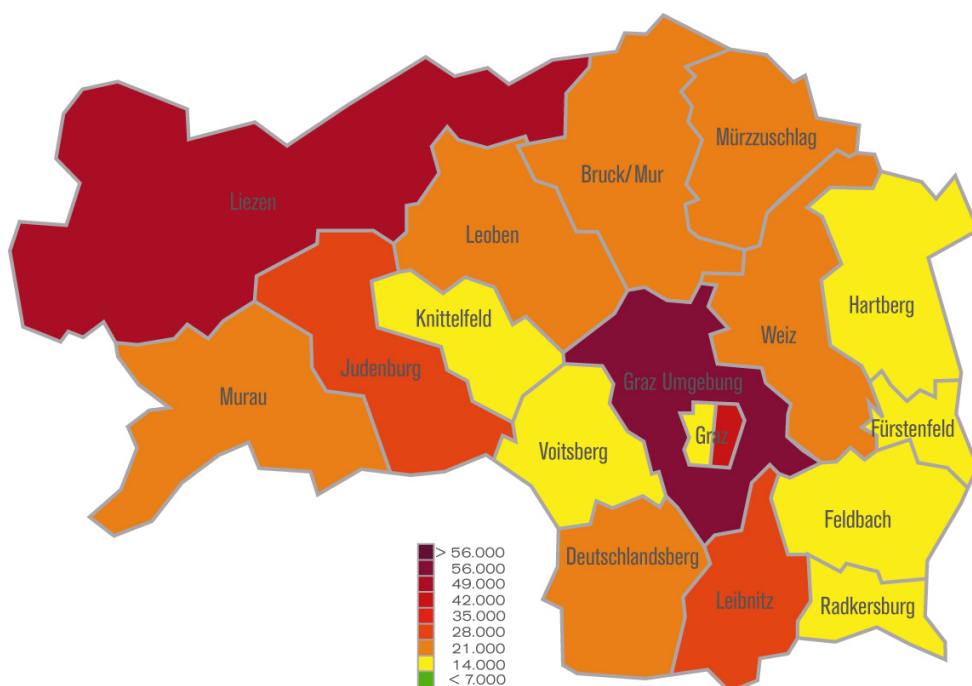 Mürzzuschlag
Bruck/Mur
Liezen
Leoben
Hartberg
Knittelfeld
Weiz
Judenburg
Graz Umgebung
Murau
Fürstenfeld
Graz
Voitsberg
Feldbach
Deutschlandsberg
Leibnitz
Radkersburg
> 56.000
56.000
49.000
42.000
35.000
28.000
21.000
14.000
< 7.000